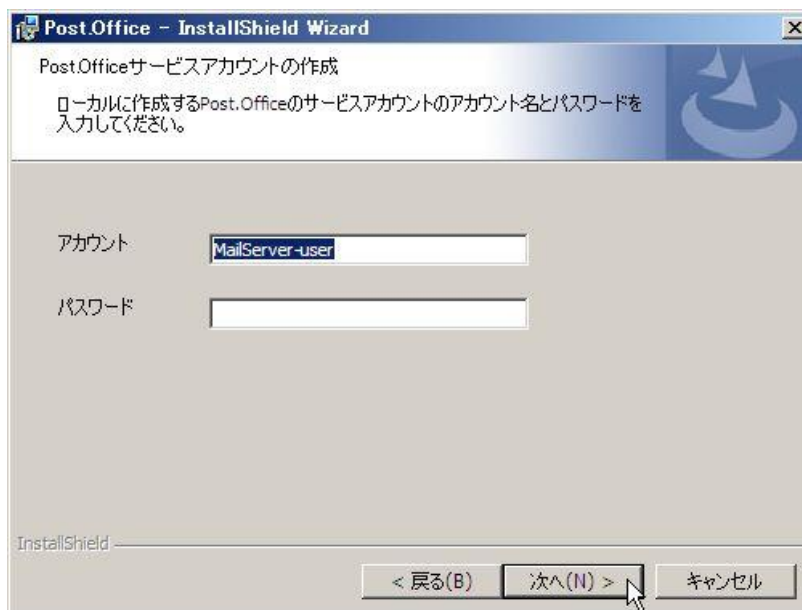 Post.Office - InstallShield Wizard
Post.Officeサービスアカウントの作成
ローカルに作成するPost.Officeのサービスアカウントのアカウント名とパスワードを
入力してください。
アカウント
MailServer-user
パスワード
InstallShield
< 戻る(B)
次へ(N) >
キャンセル